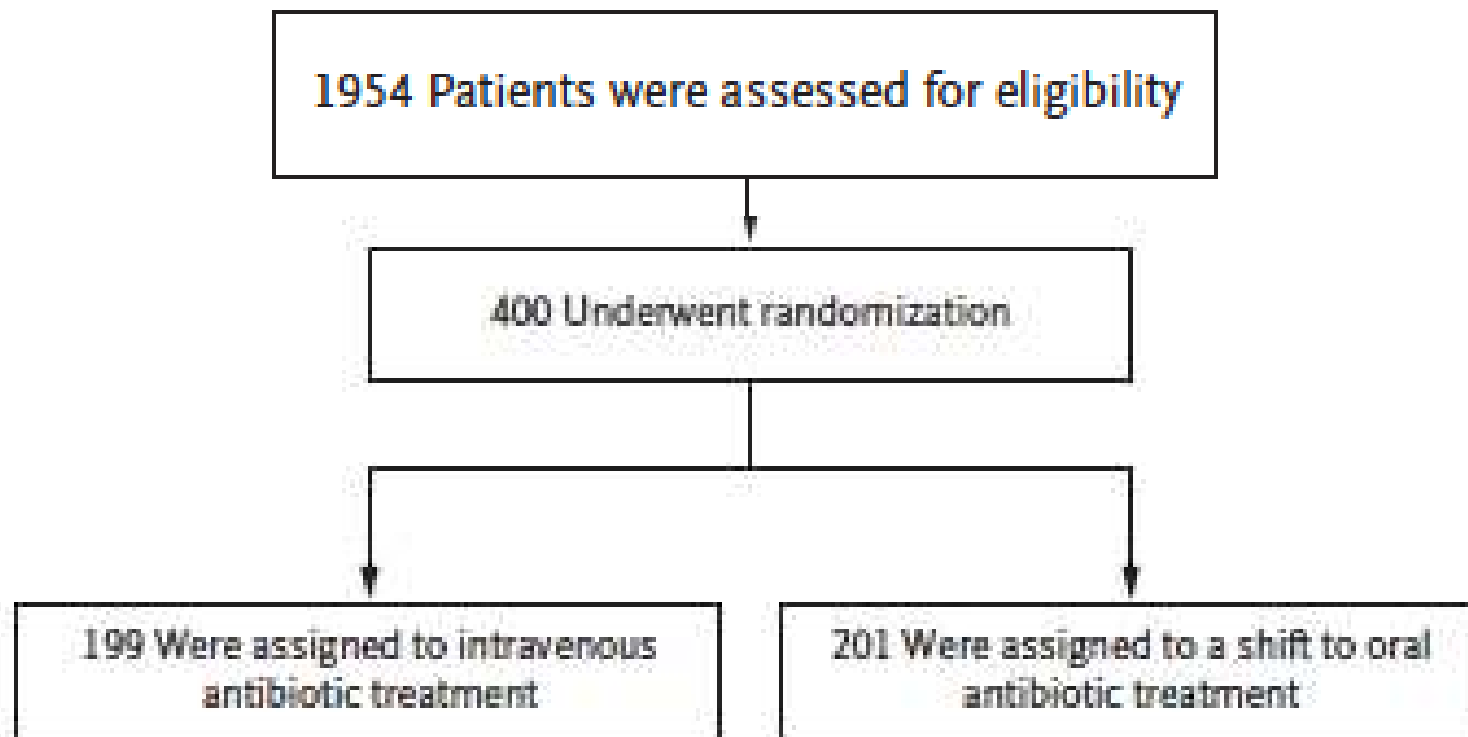 1954 Patients were assessed for eligibility
400 Underwent randomization
199 Were assigned to intravenous
antibiotic treatment
201 Were assigned to a shift to oral
antibiotic treatment